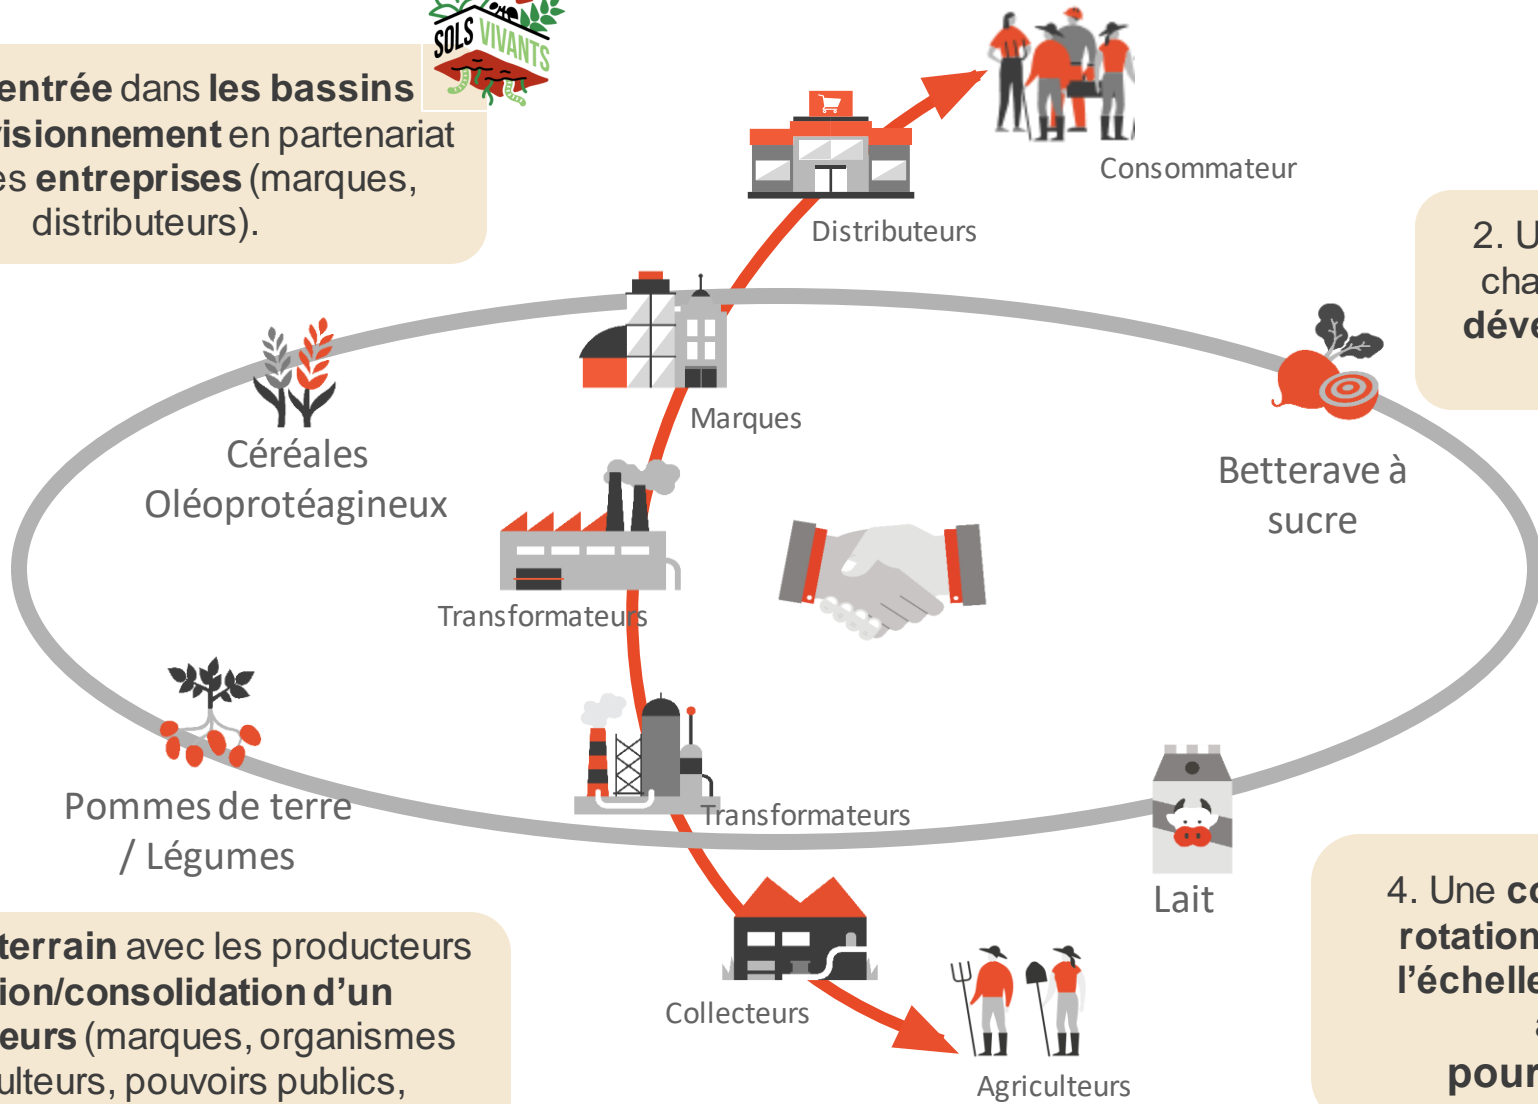 SOLS VIVANTS
entrée dans les bassins
visionnement en partenariat
es entreprises (marques,
distributeurs).
Consommateur
Distributeurs
2. U
cha
déve
Marques
Céréales
Oléoprotéagineux
Betterave à
sucre
Transformateurs
Pommes de terre
/ Légumes
Transformateurs
Lait
4. Une co
rotation
l’échelle
a
pour
terrain avec les producteurs
ion/consolidation d’un
eurs (marques, organismes
ulteurs, pouvoirs publics,
Collecteurs
Agriculteurs